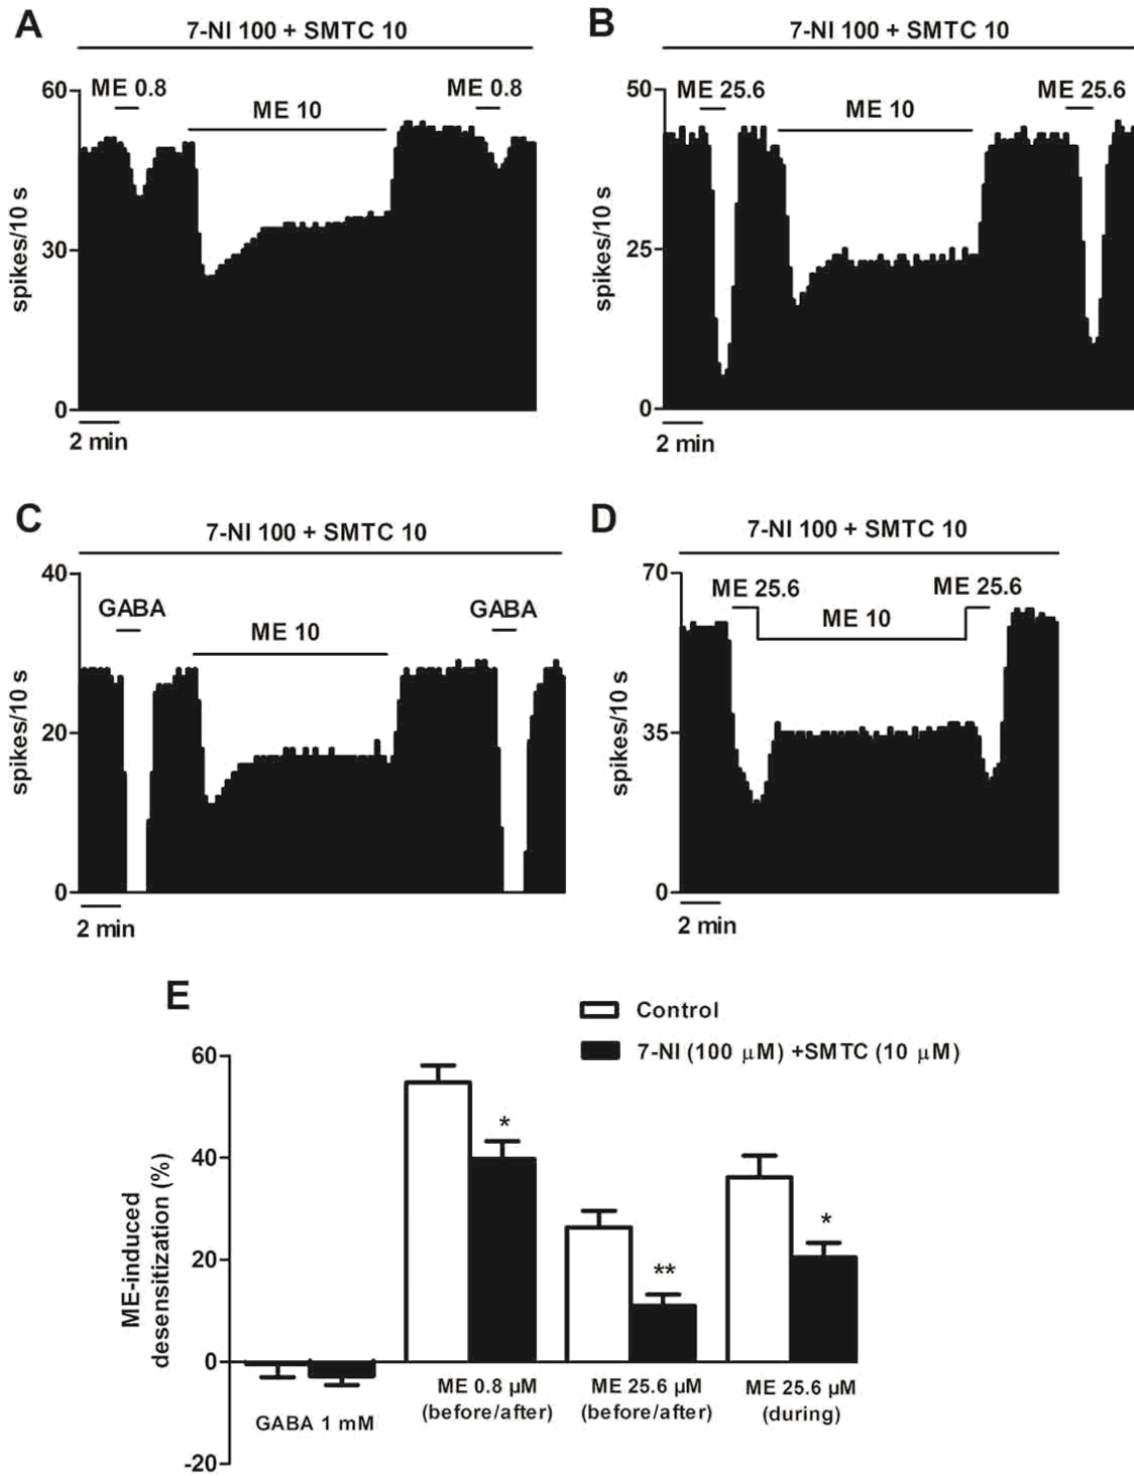 A
7-NI 100 + SMTC 10
60
ME 0.8
ME 0.8
ME 10
spikes/10 s
30
0
2 min
B
7-NI 100 + SMTC 10
50
ME 25.6
ME 25.6
ME 10
spikes/10 s
25
0
2 min
C
7-NI 100 + SMTC 10
40
GABA
GABA
ME 10
spikes/10 s
20
0
2 min
D
7-NI 100 + SMTC 10
70
ME 25.6
ME 25.6
ME 10
spikes/10 s
35
0
2 min
E
Control
7-NI (100 μM) +SMTC (10 μM)
ME-induced
desensitization (%)
60
40
20
0
-20
*
**
*
GABA 1 mM
ME 0.8 μM
(before/after)
ME 25.6 μM
(before/after)
ME 25.6 μM
(during)